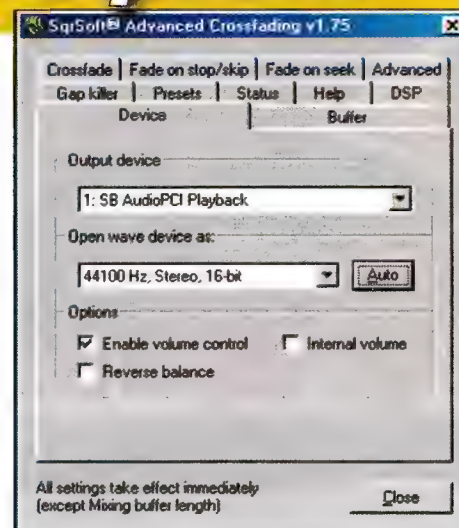 SqrSoft® Advanced Crossfading v1.75
Crossfade | Fade on stop/skip | Fade on seek | Advanced
Gap killer | Presets | Status | Help | DSP
Device Buffer
Output device
1: SB AudioPCI Playback
Open wave device as:
44100 Hz, Stereo, 16-bit Auto
Options
Enable volume control Internal volume
Reverse balance
All settings take effect immediately
(except Mixing buffer length) Close